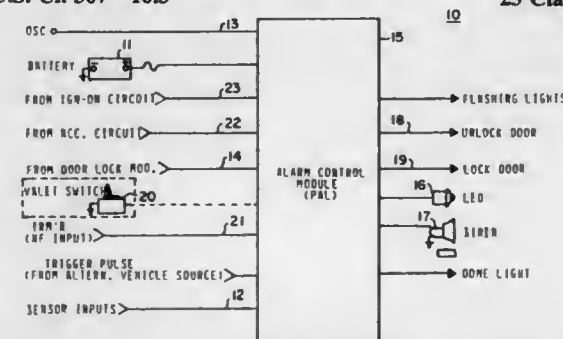 10
23 Cla
OSC
13
15
11
BATTERY
FROM IGN-ON CIRCUIT
23
FLASHING LIGHTS
18
FROM ACC. CIRCUIT
22
UNLOCK DOOR
14
19
FROM DOOR LOCK MOD.
LOCK DOOR
ALARM CONTROL
MODULE
(PAL)
VALET SWITCH
20
16
LED
21
17
(RF INPUT)
SIREN
TRIGGER PULSE
(FROM ALTERN. VEHICLE SOURCE)
DOME LIGHT
12
SENSOR INPUTS